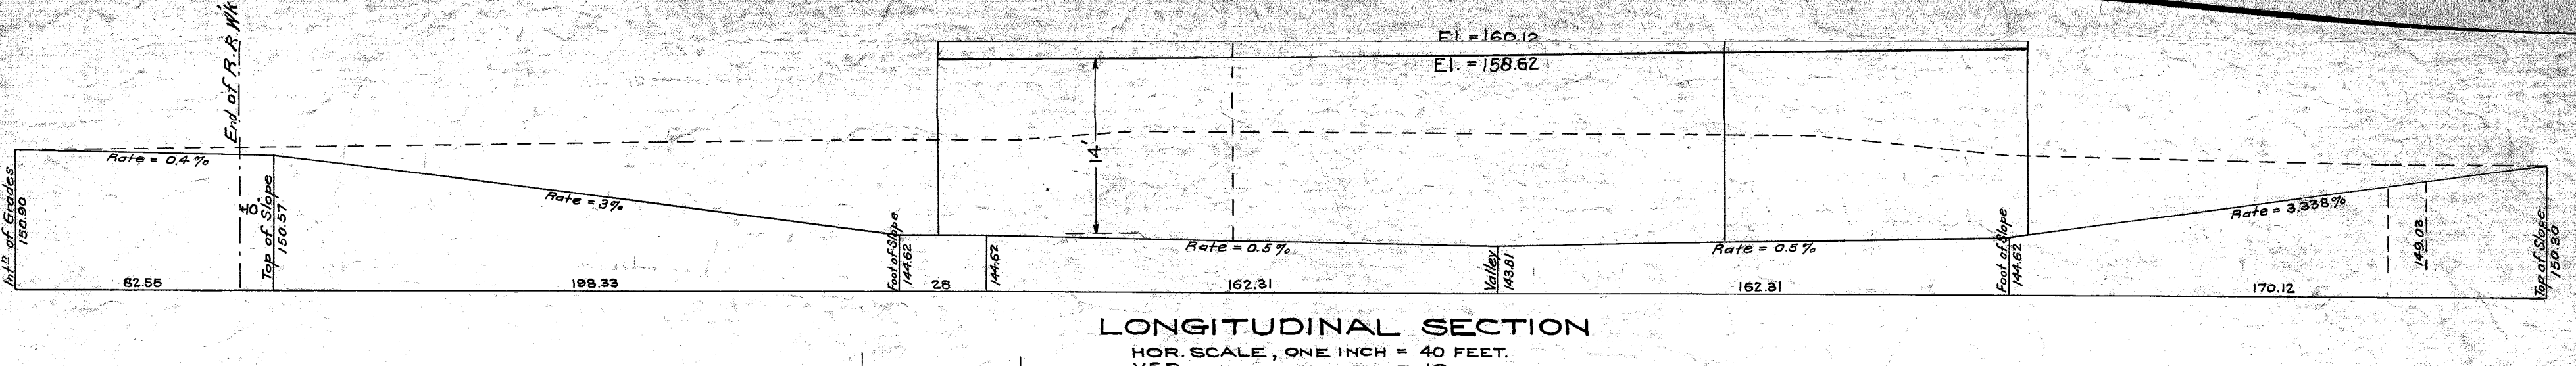 End of R.R.Wk
El = 160.12
El. = 158.62
14'
Rate = 0.4%
Rate = 3%
Rate = 0.5%
Rate = 0.5%
Rate = 3.338%
Intn of Grades
150.90
±0"
Top of Slope
150.57
Foot of Slope
144.62
144.62
Valley
143.81
Foot of Slope
144.62
149.03
Top of Slope
150.30
82.55
198.33
28
162.31
162.31
170.12
LONGITUDINAL SECTION
HOR. SCALE, ONE INCH = 40 FEET.